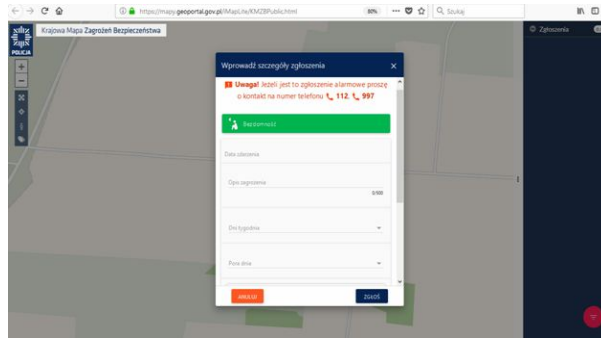 https://mapy.geoportal.gov.pl/iMapLite/KMZBPublic.html
80%
Szukaj
Krajowa Mapa Zagrożeń Bezpieczeństwa
POLICJA
Zgłoszenia
Wprowadź szczegóły zgłoszenia
Uwaga! Jeżeli jest to zgłoszenie alarmowe proszę
o kontakt na numer telefonu 112, 997
Bezdomność
Data zdarzenia
Opis zagrożenia
Dni tygodnia
Pora dnia
ANULUJ
ZGŁOŚ